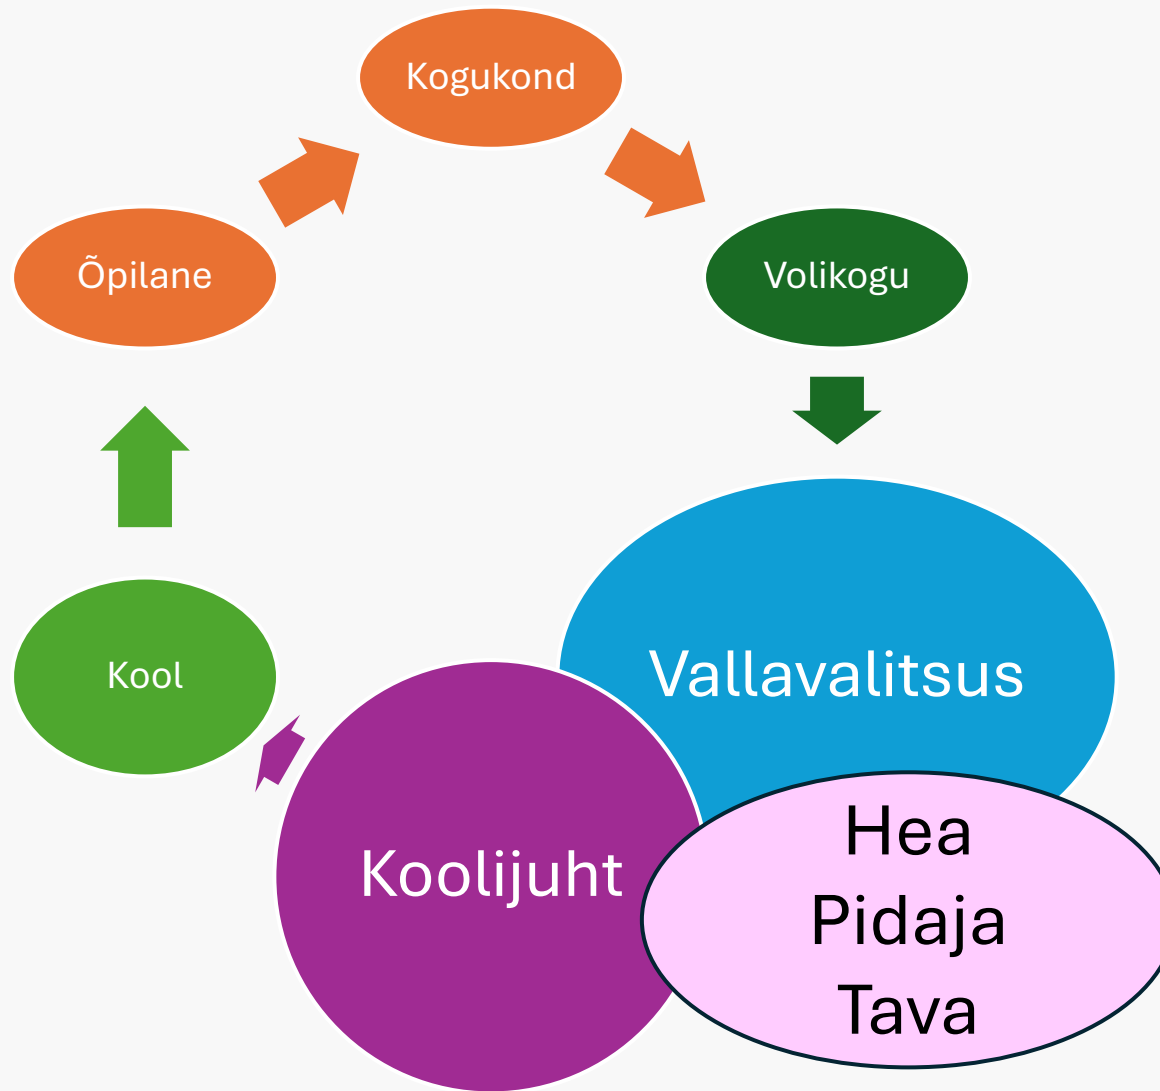 Kogukond
Õpilane
Volikogu
Kool
Vallavalitsus
Koolijuht
Hea
Pidaja
Tava